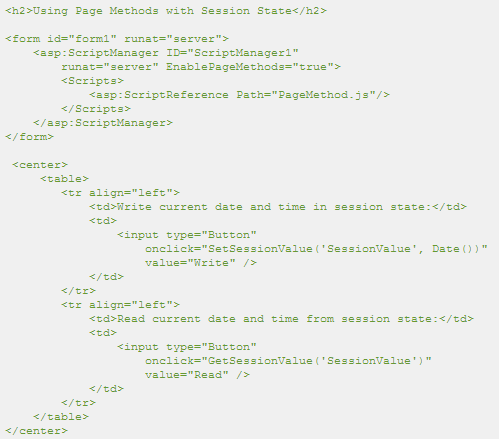 <h2>Using Page Methods with Session State</h2>

<form id="form1" runat="server">
    <asp:ScriptManager ID="ScriptManager1"
        runat="server" EnablePageMethods="true">
        <Scripts>
            <asp:ScriptReference Path="PageMethod.js"/>
        </Scripts>
    </asp:ScriptManager>
</form>

 <center>
     <table>
        <tr align="left">
            <td>Write current date and time in session state:</td>
            <td>
                <input type="Button"
                    onclick="SetSessionValue('SessionValue', Date())"
                    value="Write" />
            </td>
        </tr>
        <tr align="left">
            <td>Read current date and time from session state:</td>
            <td>
                <input type="Button"
                    onclick="GetSessionValue('SessionValue')"
                    value="Read" />
            </td>
        </tr>
    </table>
</center>